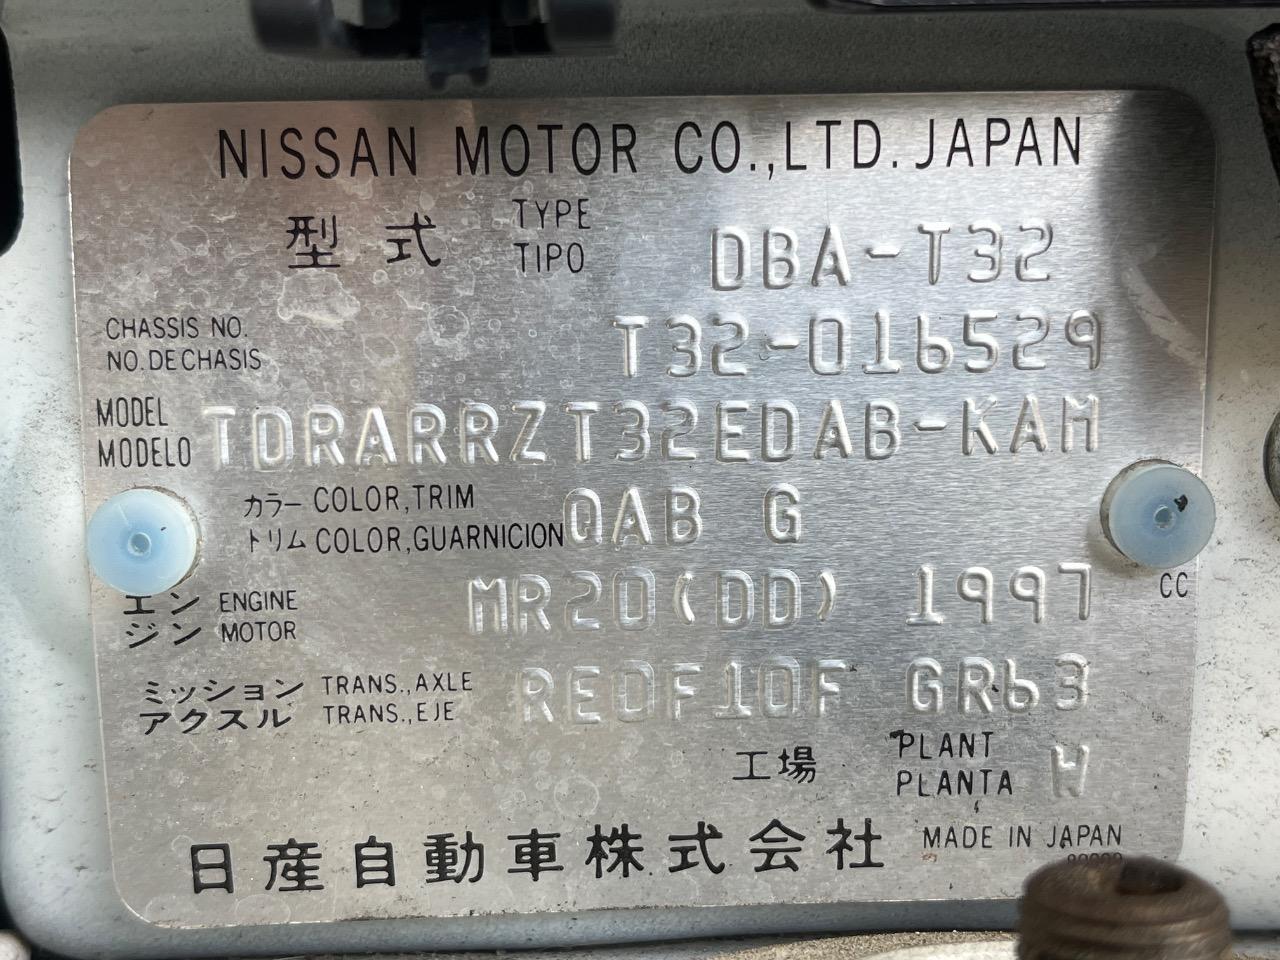 NISSAN MOTOR CO.,LTD. JAPAN
型式 TYPE DBA-T32
TIPO
CHASSIS NO. T32-016529
NO. DE CHASIS
MODEL TDRARRZT32EDAB-KAM
MODELO
カラー COLOR,TRIM QAB G
トリム COLOR,GUARNICION
エン ENGINE MR20(DD) 1997 CC
ジン MOTOR
ミッション TRANS.,AXLE RE0F10F GR63
アクスル TRANS.,EJE
工場 PLANT W
PLANTA
日産自動車株式会社 MADE IN JAPAN